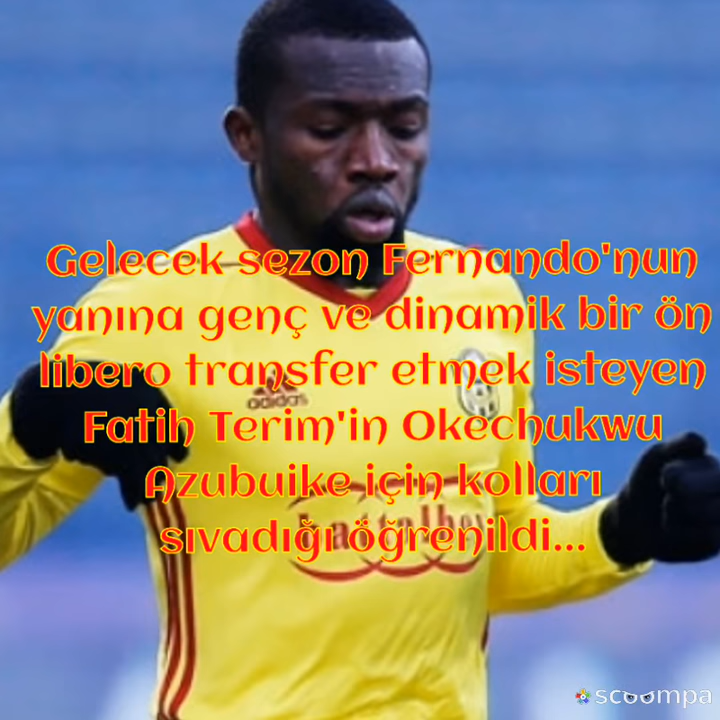 Gelecek sezon Fernando'nun
yanına genç ve dinamik bir ön
libero transfer etmek isteyen
adidas
Fatih Terim'in Okechukwu
Azubuike için kolları
sıvadığı öğrenildi...
scoompa